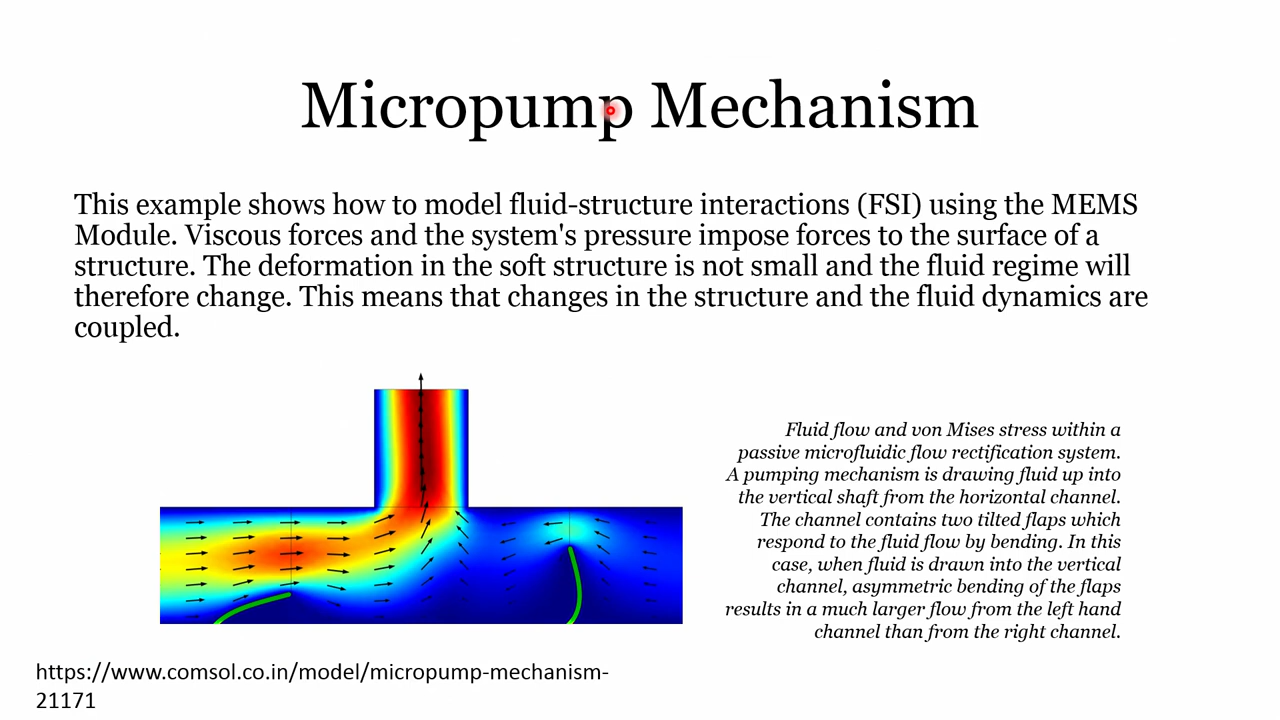 Micropump Mechanism
This example shows how to model fluid-structure interactions (FSI) using the MEMS
Module. Viscous forces and the system's pressure impose forces to the surface of a
structure. The deformation in the soft structure is not small and the fluid regime will
therefore change. This means that changes in the structure and the fluid dynamics are
coupled.
Fluid flow and von Mises stress within a
passive microfluidic flow rectification system.
A pumping mechanism is drawing fluid up into
the vertical shaft from the horizontal channel.
The channel contains two tilted flaps which
respond to the fluid flow by bending. In this
case, when fluid is drawn into the vertical
channel, asymmetric bending of the flaps
results in a much larger flow from the left hand
channel than from the right channel.
https://www.comsol.co.in/model/micropump-mechanism-
21171